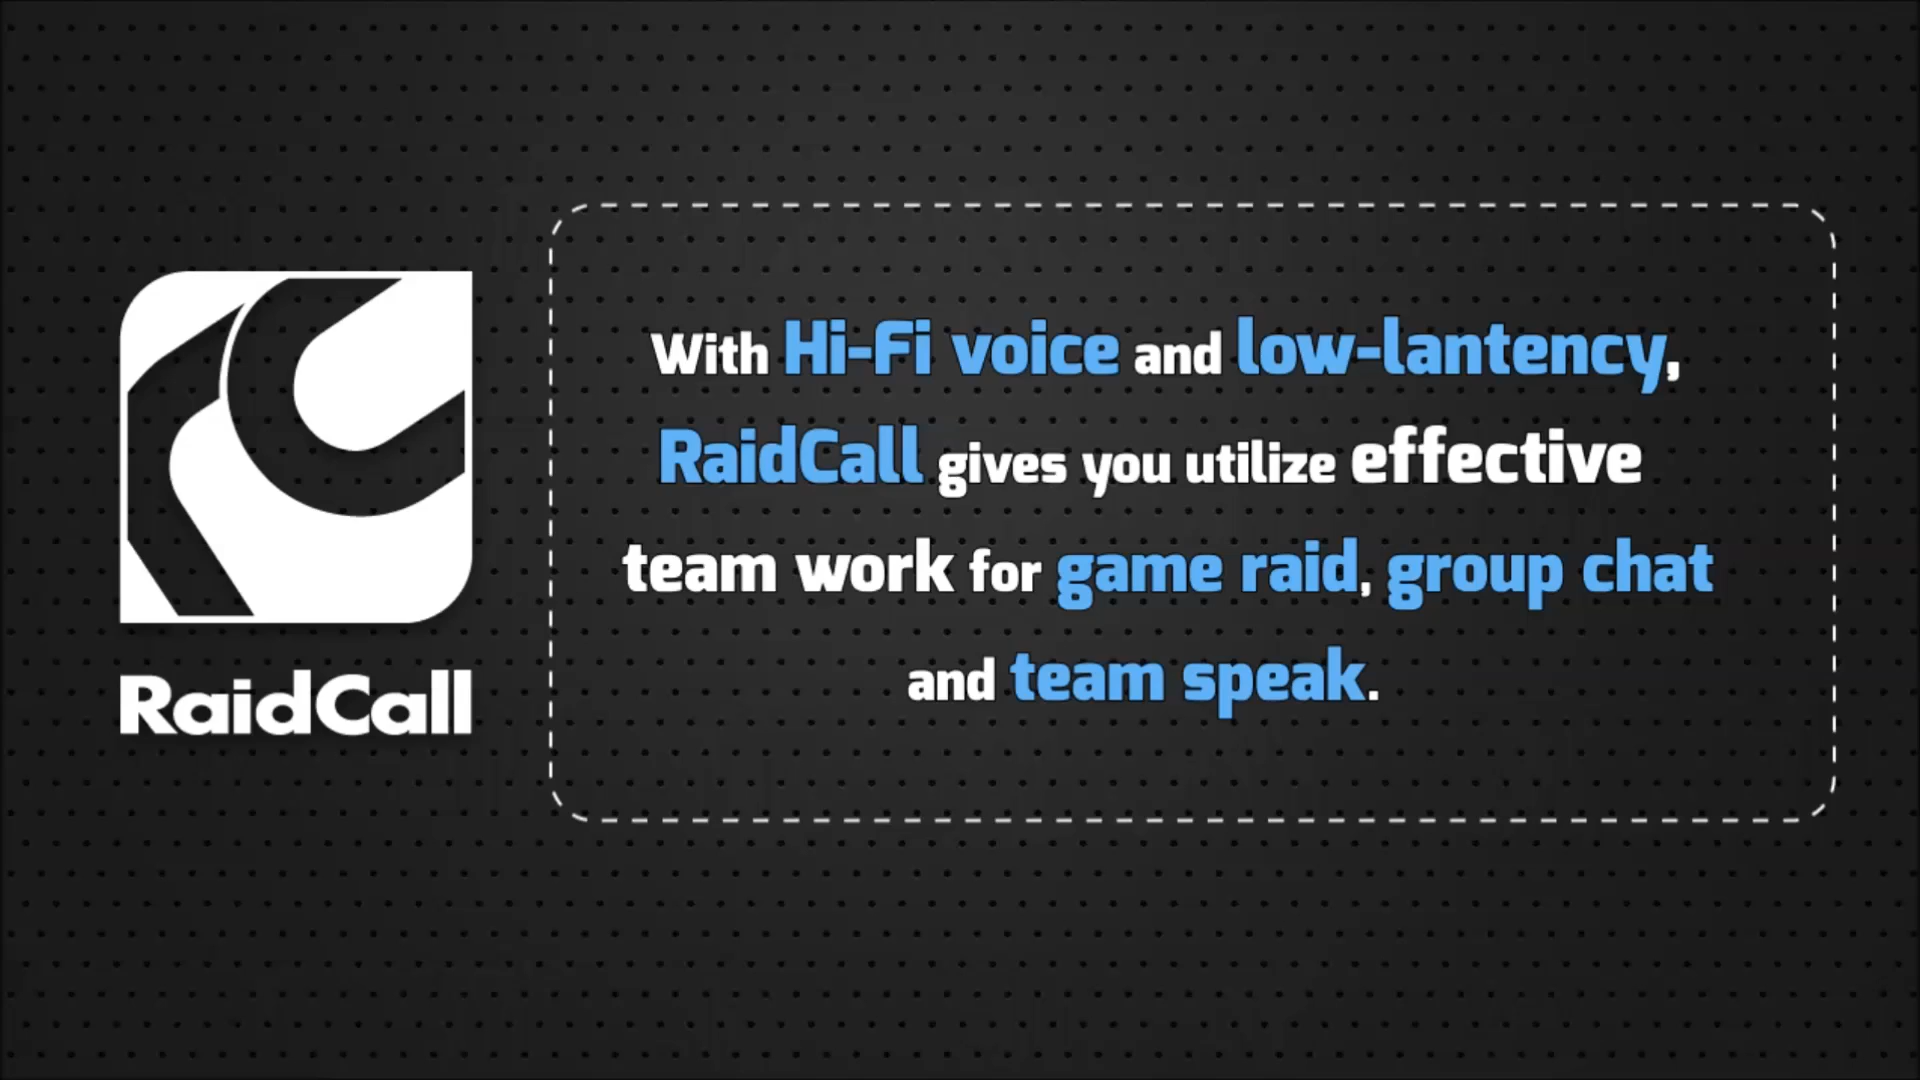 With Hi-Fi voice and low-lantency,
RaidCall gives you utilize effective
team work for game raid, group chat
and team speak.
RaidCall